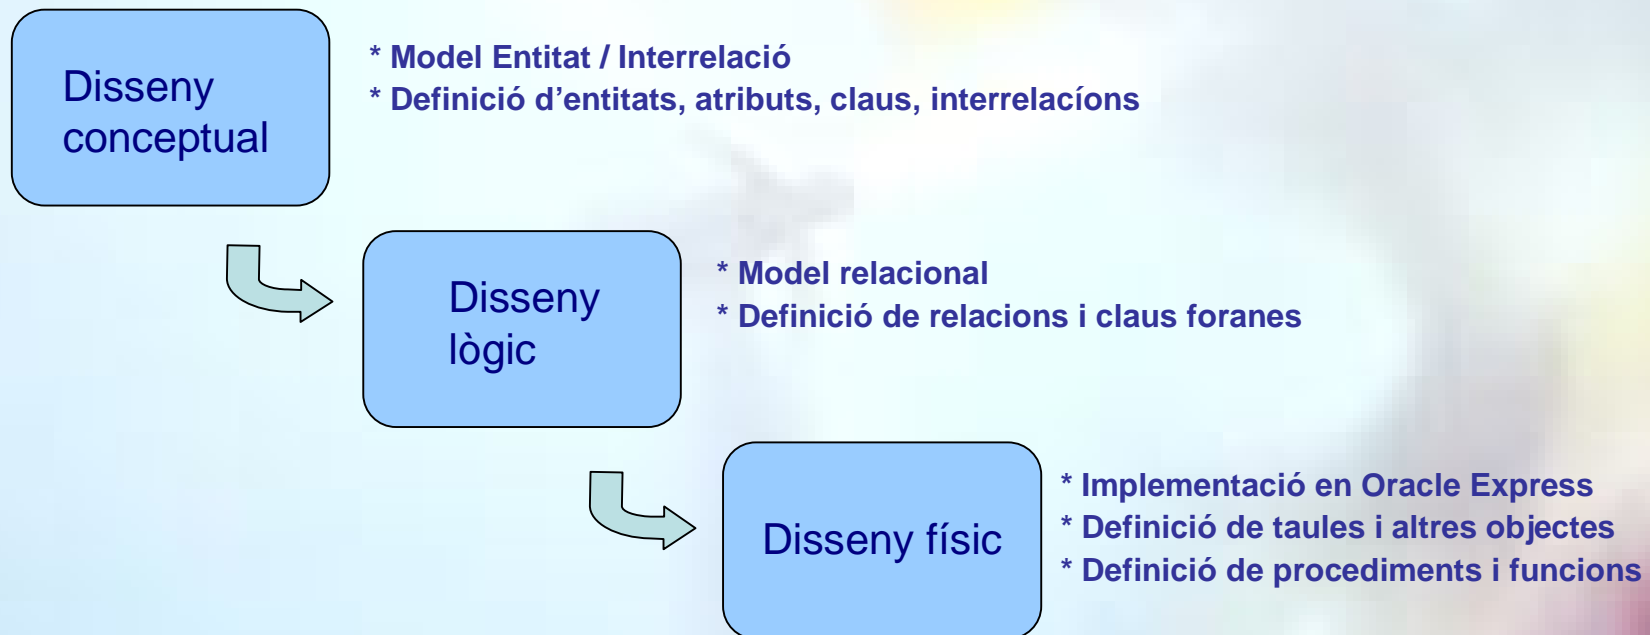 Disseny
conceptual
* Model Entitat / Interrelació
* Definició d'entitats, atributs, claus, interrelacíons
Disseny
lògic
* Model relacional
* Definició de relacions i claus foranes
Disseny físic
* Implementació en Oracle Express
* Definició de taules i altres objectes
* Definició de procediments i funcions